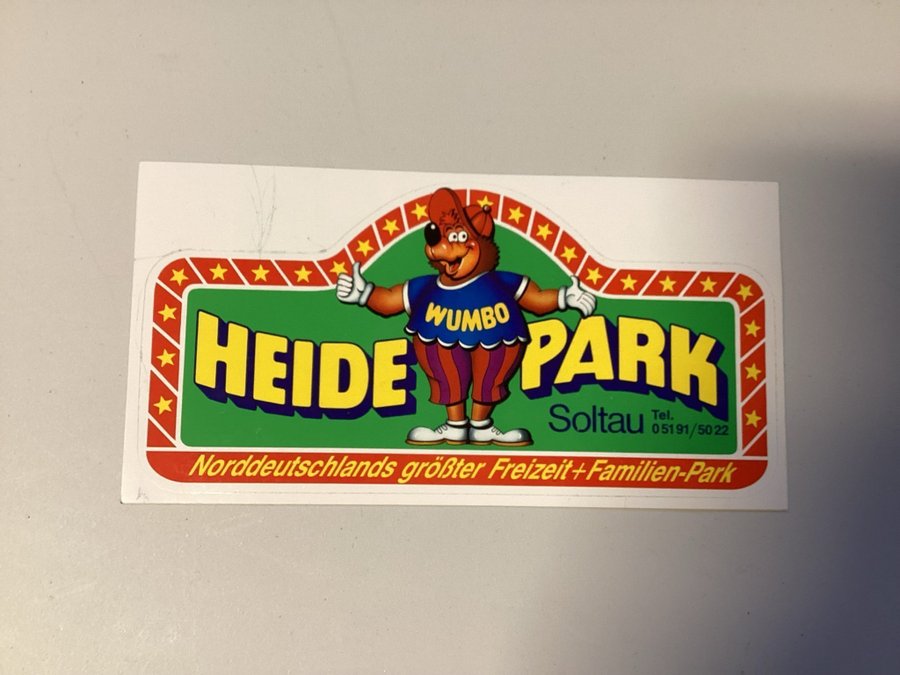 WUMBO
HEIDE PARK
Soltau Tel.
05191/5022
Norddeutschlands größter Freizeit+Familien-Park